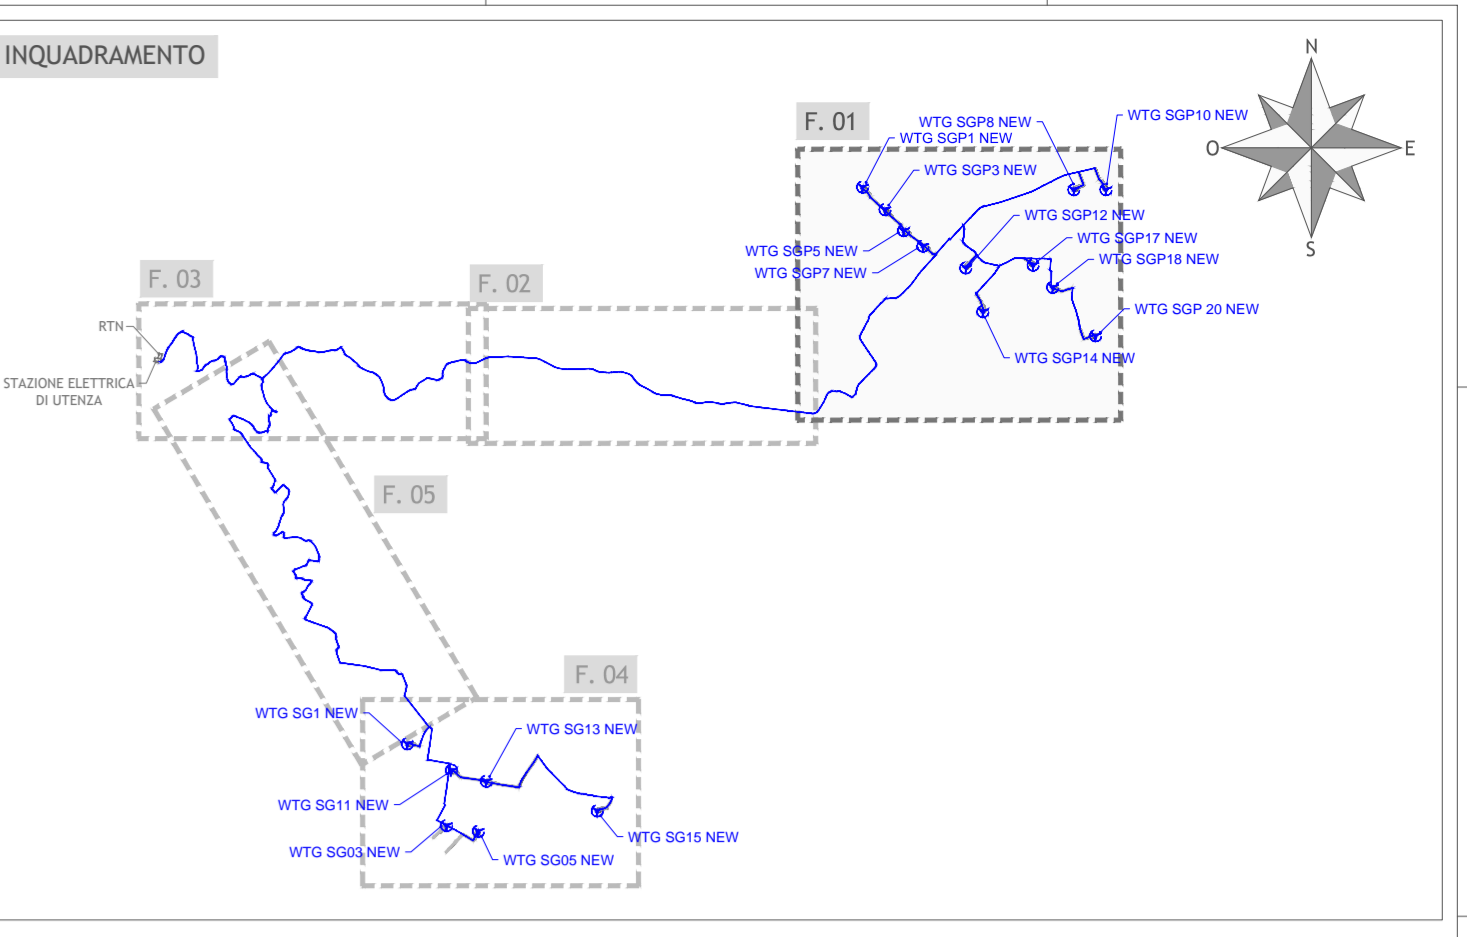 INQUADRAMENTO
N
O
E
S
F. 01
WTG SGP8 NEW
WTG SGP10 NEW
WTG SGP1 NEW
WTG SGP3 NEW
WTG SGP12 NEW
WTG SGP5 NEW
WTG SGP17 NEW
WTG SGP7 NEW
WTG SGP18 NEW
WTG SGP 20 NEW
WTG SGP14 NEW
F. 03
F. 02
RTN
STAZIONE ELETTRICA
DI UTENZA
F. 05
F. 04
WTG SG1 NEW
WTG SG13 NEW
WTG SG11 NEW
WTG SG15 NEW
WTG SG03 NEW
WTG SG05 NEW